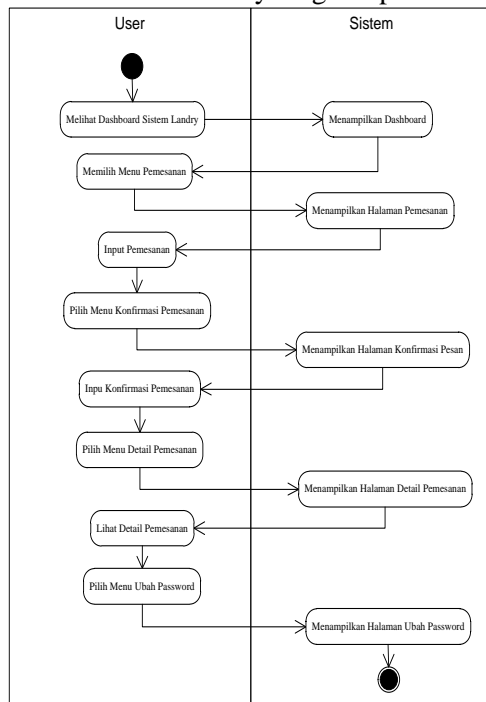 User
Sistem
Melihat Dashboard Sistem Landry
Menampilkan Dashboard
Memilih Menu Pemesanan
Menampilkan Halaman Pemesanan
Input Pemesanan
Pilih Menu Konfirmasi Pemesanan
Menampilkan Halaman Konfirmasi Pesan
Inpu Konfirmasi Pemesanan
Pilih Menu Detail Pemesanan
Menampilkan Halaman Detail Pemesanan
Lihat Detail Pemesanan
Pilih Menu Ubah Password
Menampilkan Halaman Ubah Password